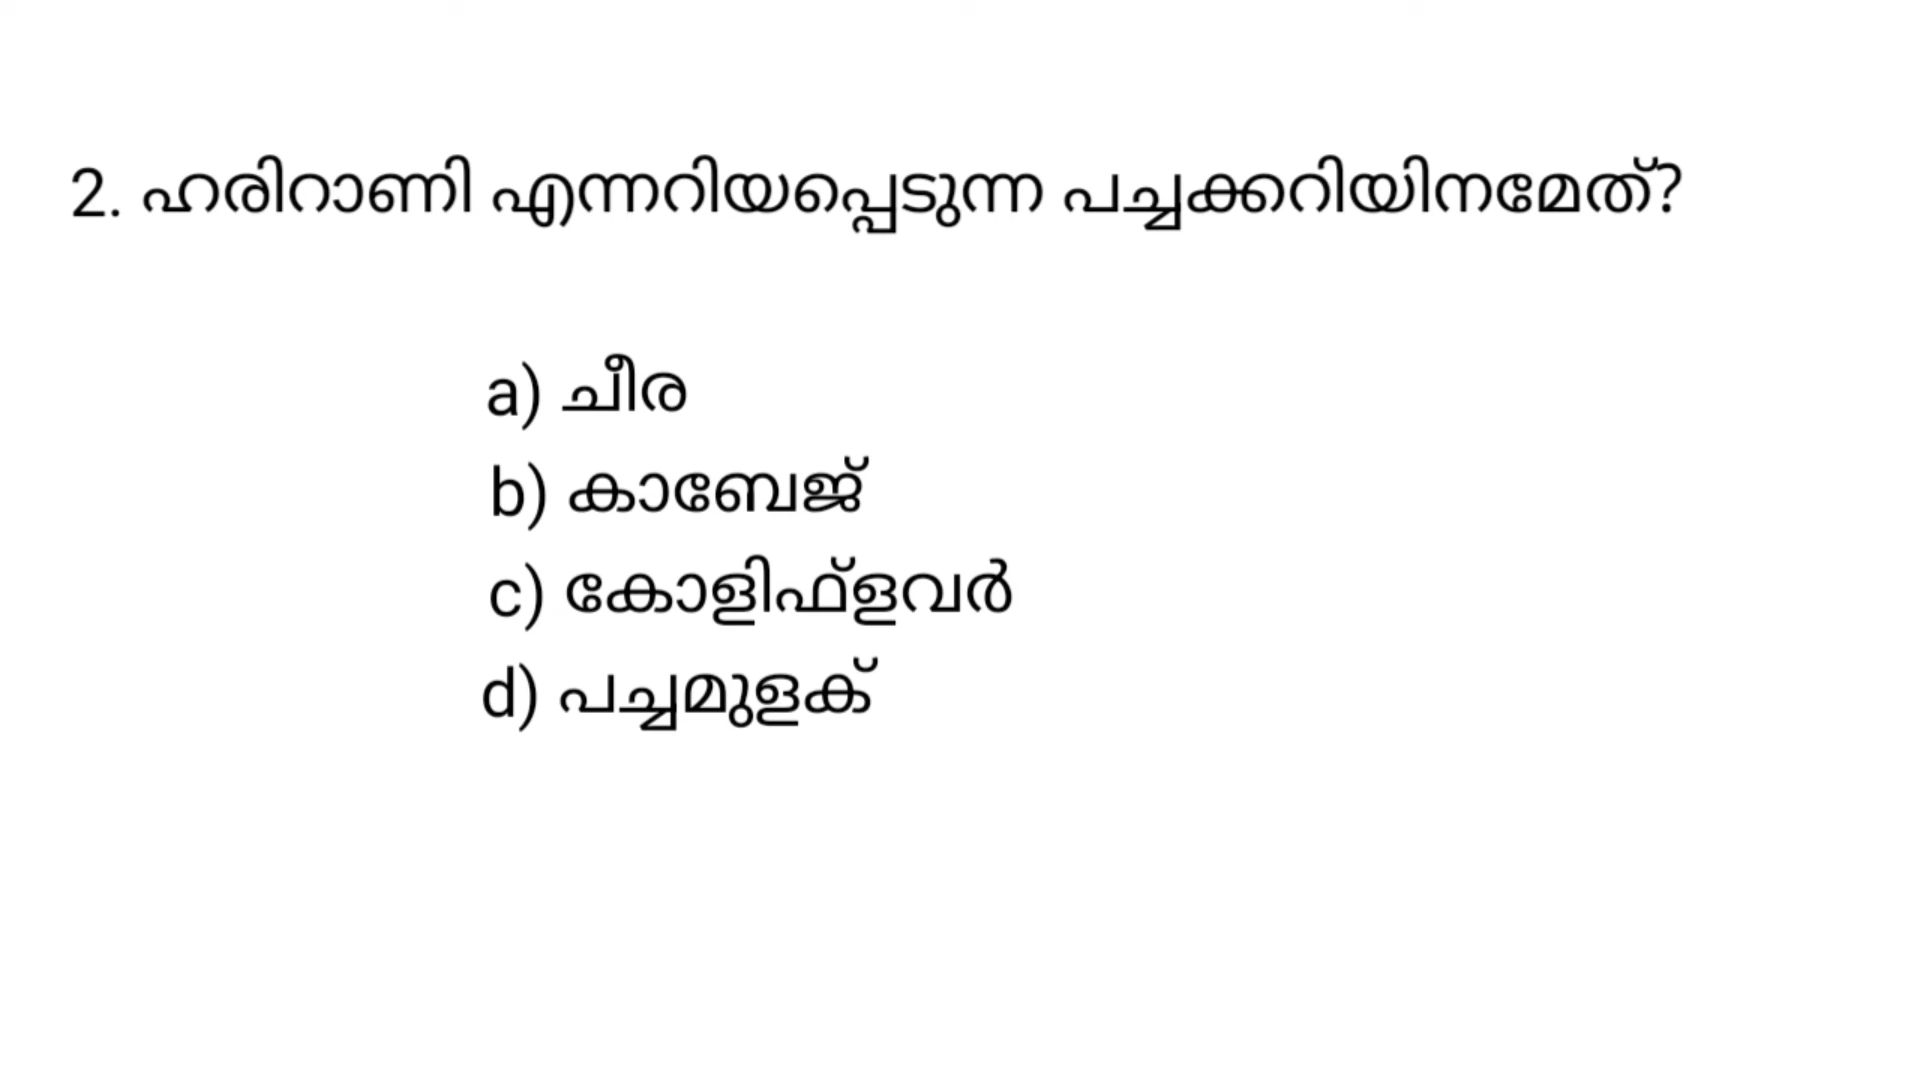 2. ഹരിറാണി എന്നറിയപ്പെടുന്ന പച്ചക്കറിയിനമേത്?
a) ചീര
b) കാബേജ്
c) കോളിഫ്ളവർ
d) പച്ചമുളക്